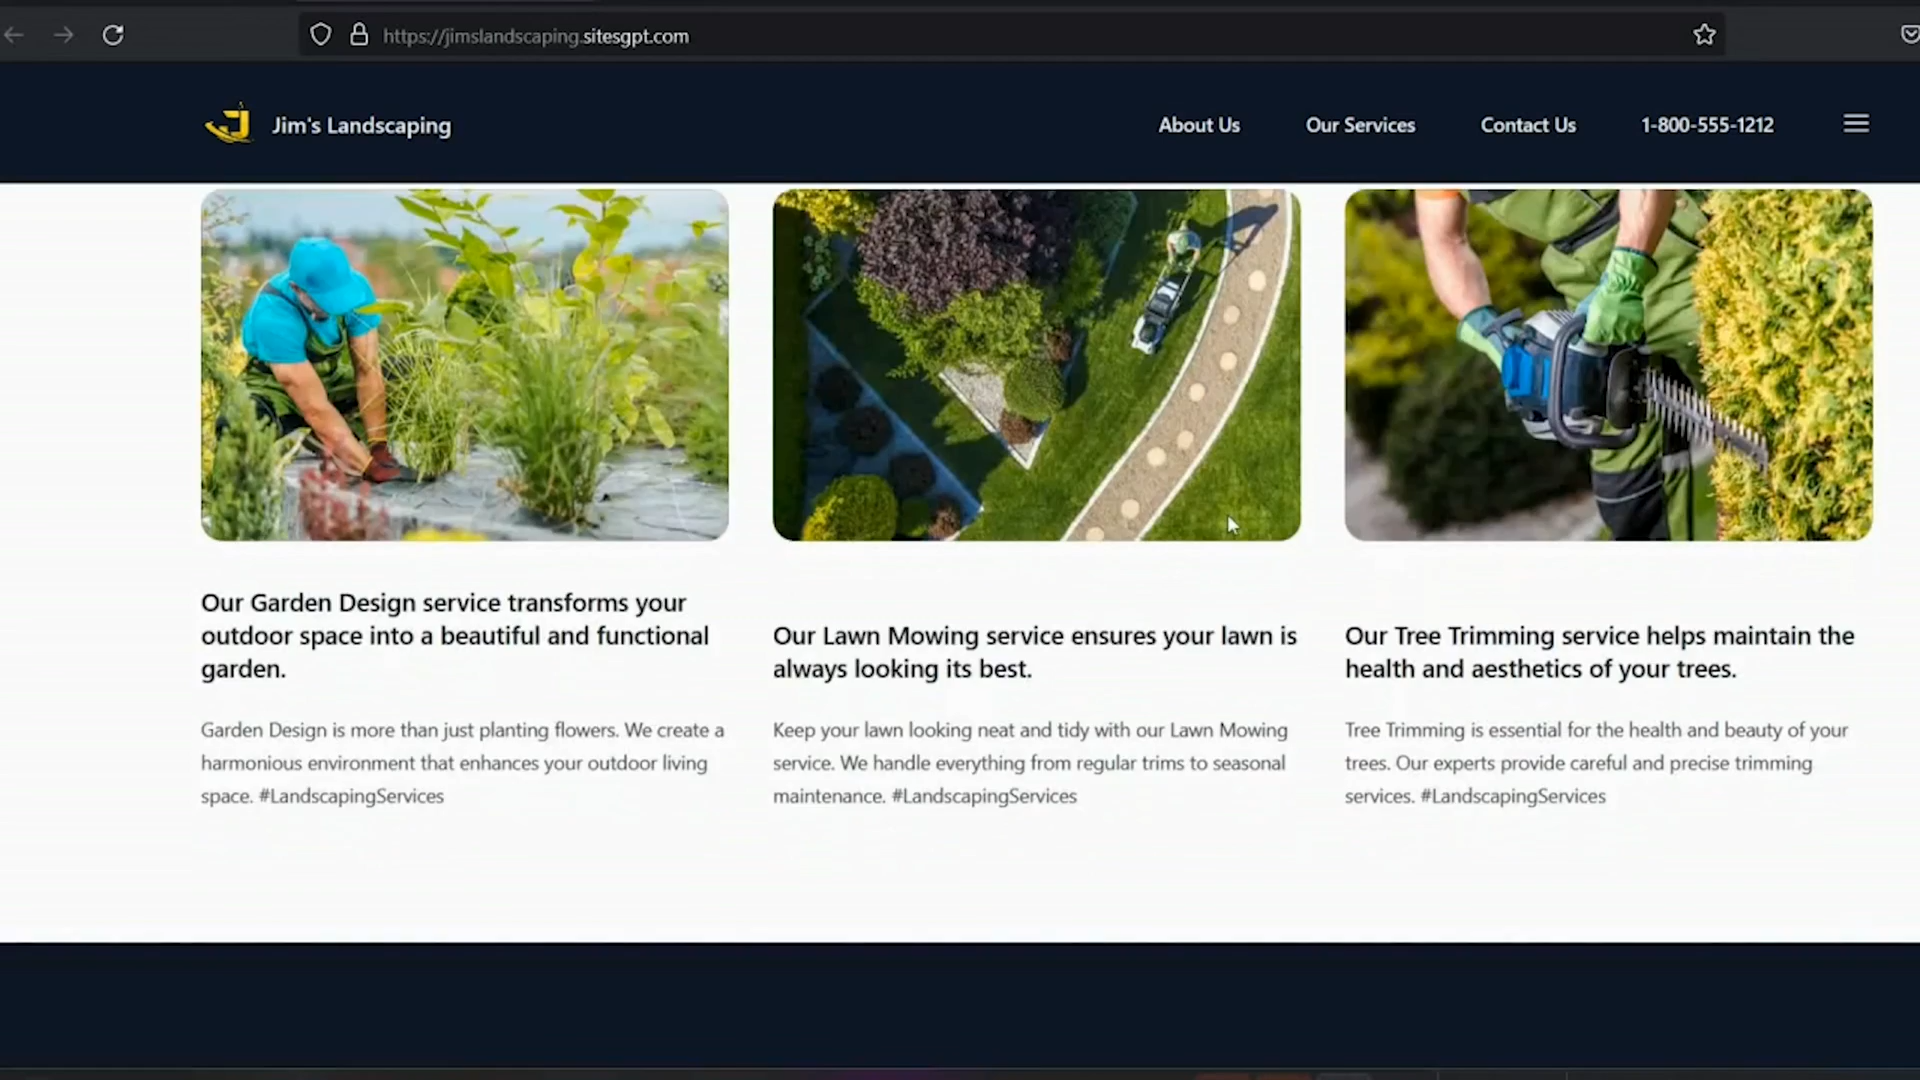 https://jimslandscaping.sitesgpt.com
Jim's Landscaping
About Us
Our Services
Contact Us
1-800-555-1212
Our Garden Design service transforms your
outdoor space into a beautiful and functional
garden.
Garden Design is more than just planting flowers. We create a
harmonious environment that enhances your outdoor living
space. #LandscapingServices
Our Lawn Mowing service ensures your lawn is
always looking its best.
Keep your lawn looking neat and tidy with our Lawn Mowing
service. We handle everything from regular trims to seasonal
maintenance. #LandscapingServices
Our Tree Trimming service helps maintain the
health and aesthetics of your trees.
Tree Trimming is essential for the health and beauty of your
trees. Our experts provide careful and precise trimming
services. #LandscapingServices